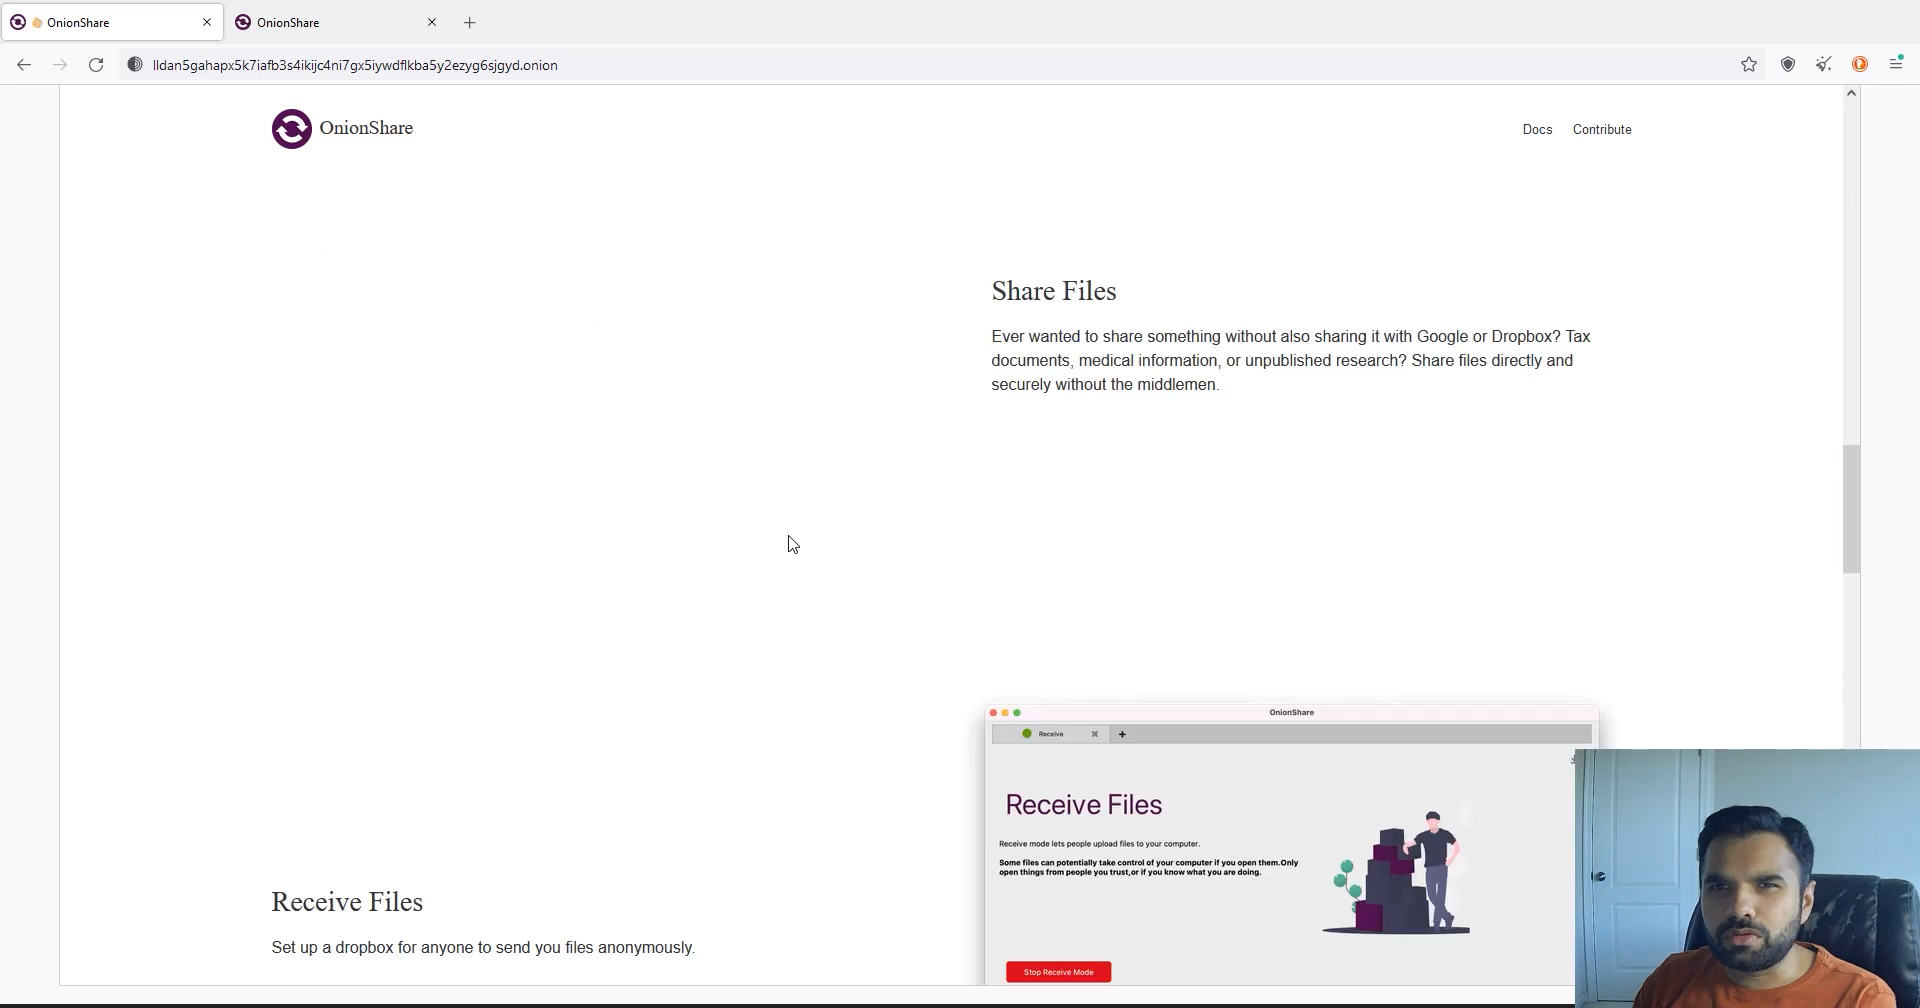 OnionShare
OnionShare
lldan5gahapx5k7iafb3s4ikijc4ni7gx5iywdflkba5y2ezyg6sjgyd.onion
OnionShare
Docs
Contribute
Share Files
Ever wanted to share something without also sharing it with Google or Dropbox? Tax
documents, medical information, or unpublished research? Share files directly and
securely without the middlemen.
OnionShare
Receive
Receive Files
Receive mode lets people upload files to your computer.
Some files can potentially take control of your computer if you open them.Only
open things from people you trust,or if you know what you are doing.
Stop Receive Mode
Receive Files
Set up a dropbox for anyone to send you files anonymously.